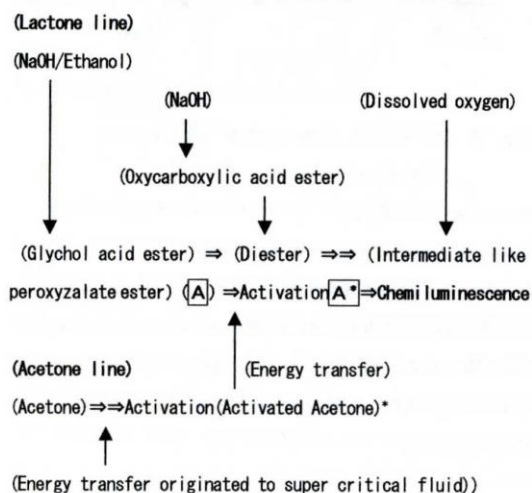 (Lactone line)
(NaOH/Ethanol)
(NaOH) (Dissolved oxygen)
(Oxycarboxylic acid ester)
(Glychol acid ester) ⇒ (Diester) ⇒⇒ (Intermediate like
peroxyzalate ester) (A) ⇒Activation A* ⇒Chemiluminescence
(Acetone line) (Energy transfer)
(Acetone)⇒⇒Activation(Activated Acetone)*
(Energy transfer originated to super critical fluid))